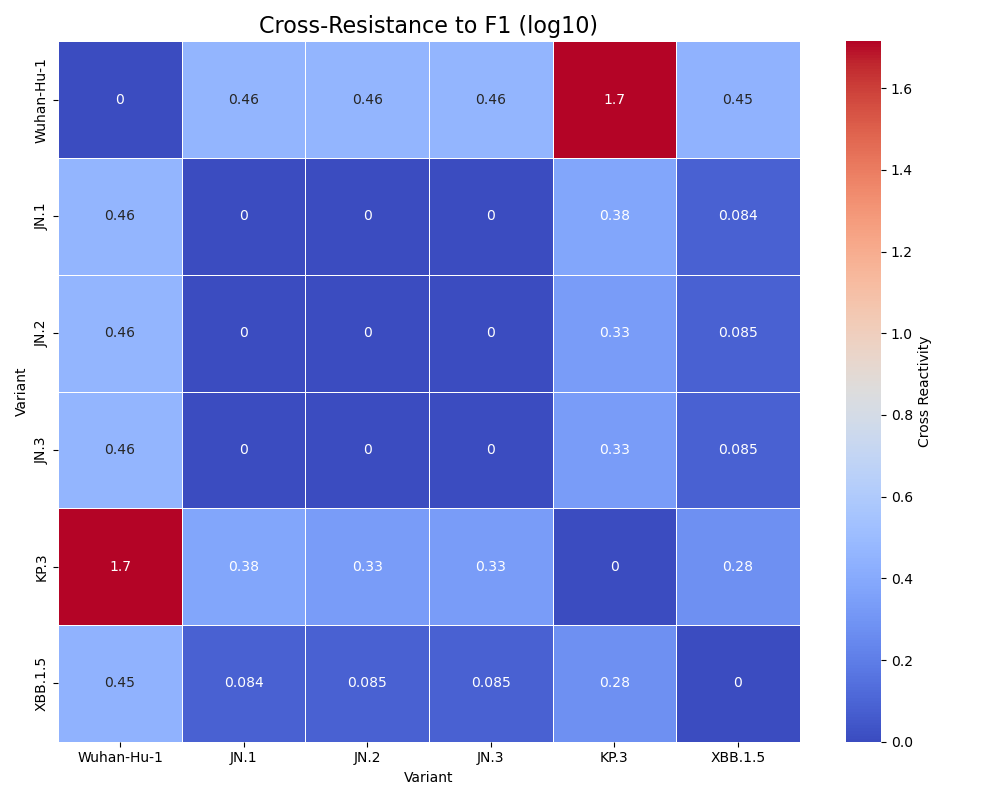 Cross-Resistance to F1 (log10)
Wuhan-Hu-1 0 0.46 0.46 0.46 1.7 0.45
JN.1 0.46 0 0 0 0.38 0.084
JN.2 0.46 0 0 0 0.33 0.085
JN.3 0.46 0 0 0 0.33 0.085
KP.3 1.7 0.38 0.33 0.33 0 0.28
XBB.1.5 0.45 0.084 0.085 0.085 0.28 0
Variant
Wuhan-Hu-1 JN.1 JN.2 JN.3 KP.3 XBB.1.5
Variant
1.6
1.4
1.2
1.0
0.8
0.6
0.4
0.2
0.0
Cross Reactivity